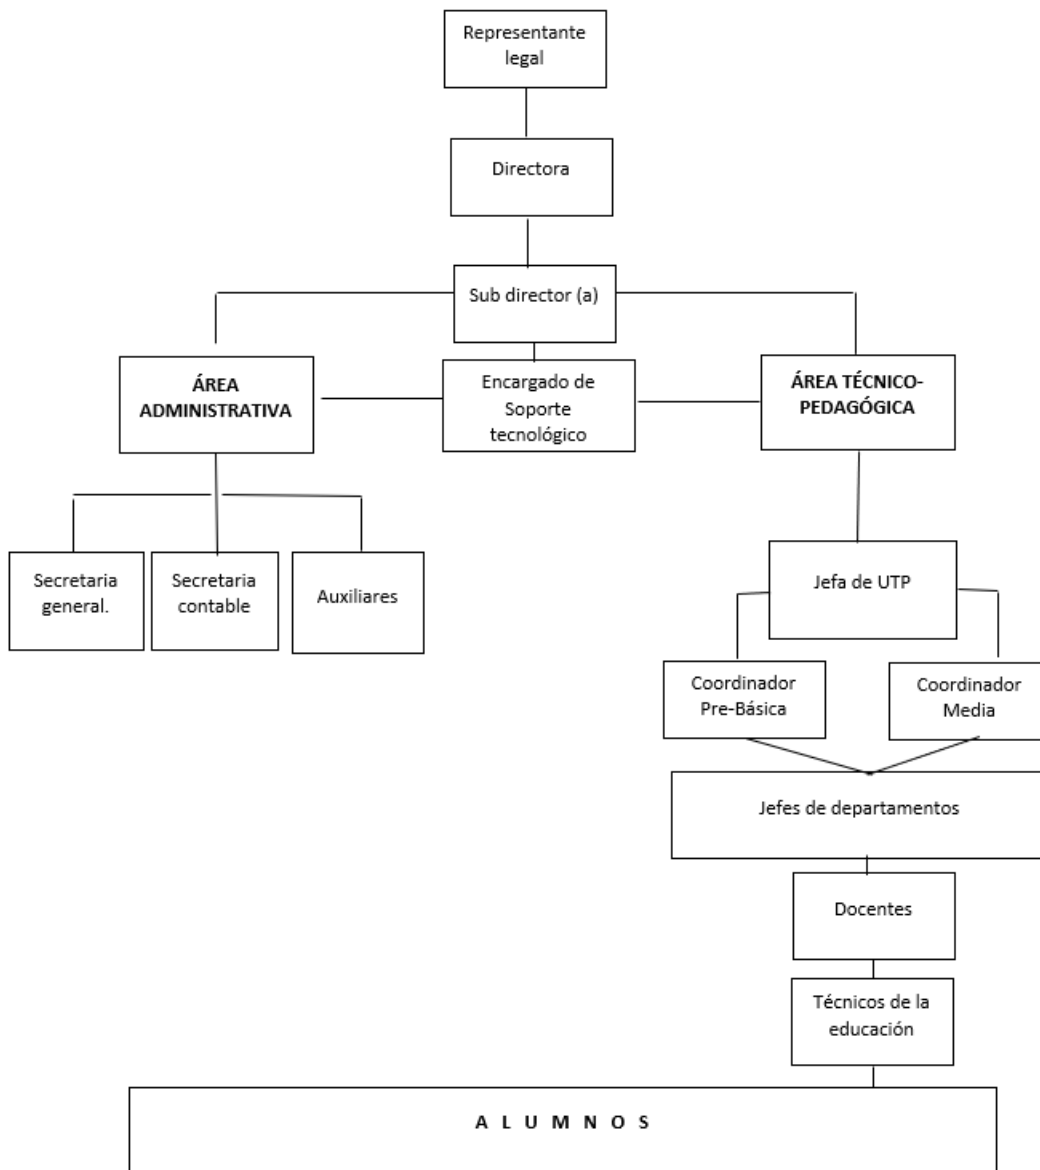 Representante
legal
Directora
Sub director (a)
ÁREA
ADMINISTRATIVA
Encargado de
Soporte
tecnológico
ÁREA TÉCNICO-
PEDAGÓGICA
Secretaria
general.
Secretaria
contable
Auxiliares
Jefa de UTP
Coordinador
Pre-Básica
Coordinador
Media
Jefes de departamentos
Docentes
Técnicos de la
educación
A L U M N O S